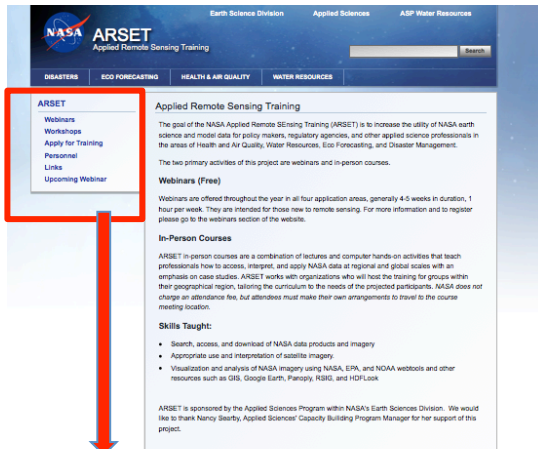 Earth Science Division Applied Sciences ASP Water Resources
NASA
ARSET
Applied Remote Sensing Training
Search
DISASTERS ECO FORECASTING HEALTH & AIR QUALITY WATER RESOURCES
ARSET
Webinars
Workshops
Apply for Training
Personnel
Links
Upcoming Webinar
Applied Remote Sensing Training
The goal of the NASA Applied Remote SEnsing Training (ARSET) is to increase the utility of NASA earth
science and model data for policy makers, regulatory agencies, and other applied science professionals in
the areas of Health and Air Quality, Water Resources, Eco Forecasting, and Disaster Management.
The two primary activities of this project are webinars and in-person courses.
Webinars (Free)
Webinars are offered throughout the year in all four application areas, generally 4-5 weeks in duration, 1
hour per week. They are intended for those new to remote sensing. For more information and to register
please go to the webinars section of the website.
In-Person Courses
ARSET in-person courses are a combination of lectures and computer hands-on activities that teach
professionals how to access, interpret, and apply NASA data at regional and global scales with an
emphasis on case studies. ARSET works with organizations who will host the training for groups within
their geographical region, tailoring the curriculum to the needs of the projected participants. NASA does not
charge an attendance fee, but attendees must make their own arrangements to travel to the course
meeting location.
Skills Taught:
• Search, access, and download of NASA data products and imagery
• Appropriate use and interpretation of satellite imagery.
• Visualization and analysis of NASA imagery using NASA, EPA, and NOAA webtools and other
resources such as GIS, Google Earth, Panoply, RSIG, and HDFLook
ARSET is sponsored by the Applied Sciences Program within NASA's Earth Sciences Division. We would
like to thank Nancy Searby, Applied Sciences' Capacity Building Program Manager for her support of this
project.